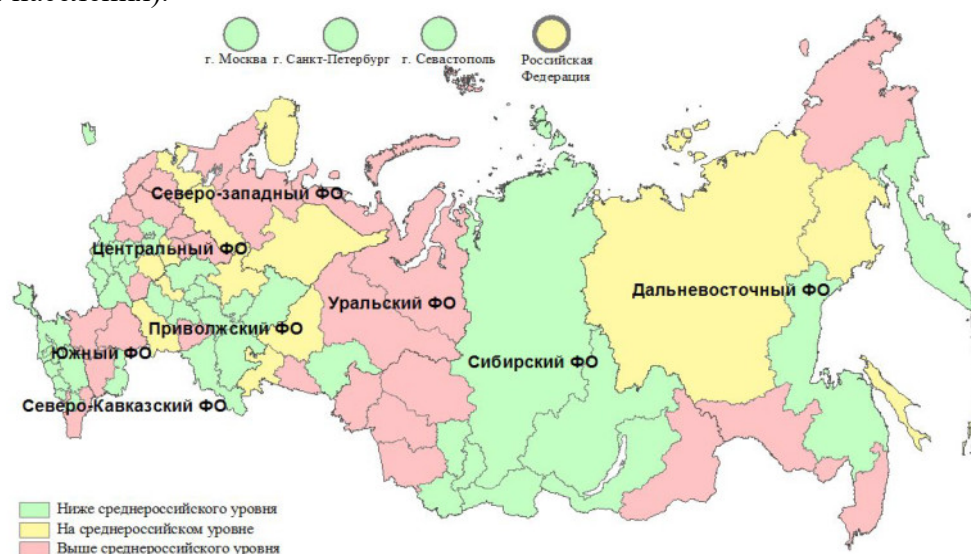 населения).
г. Москва г. Санкт-Петербург г. Севастополь Российская
Федерация
Северо-западный ФО
Центральный ФО
Уральский ФО
Дальневосточный ФО
Приволжский ФО
Южный ФО
Сибирский ФО
Северо-Кавказский ФО
Ниже среднероссийского уровня
На среднероссийском уровне
Выше среднероссийского уровня